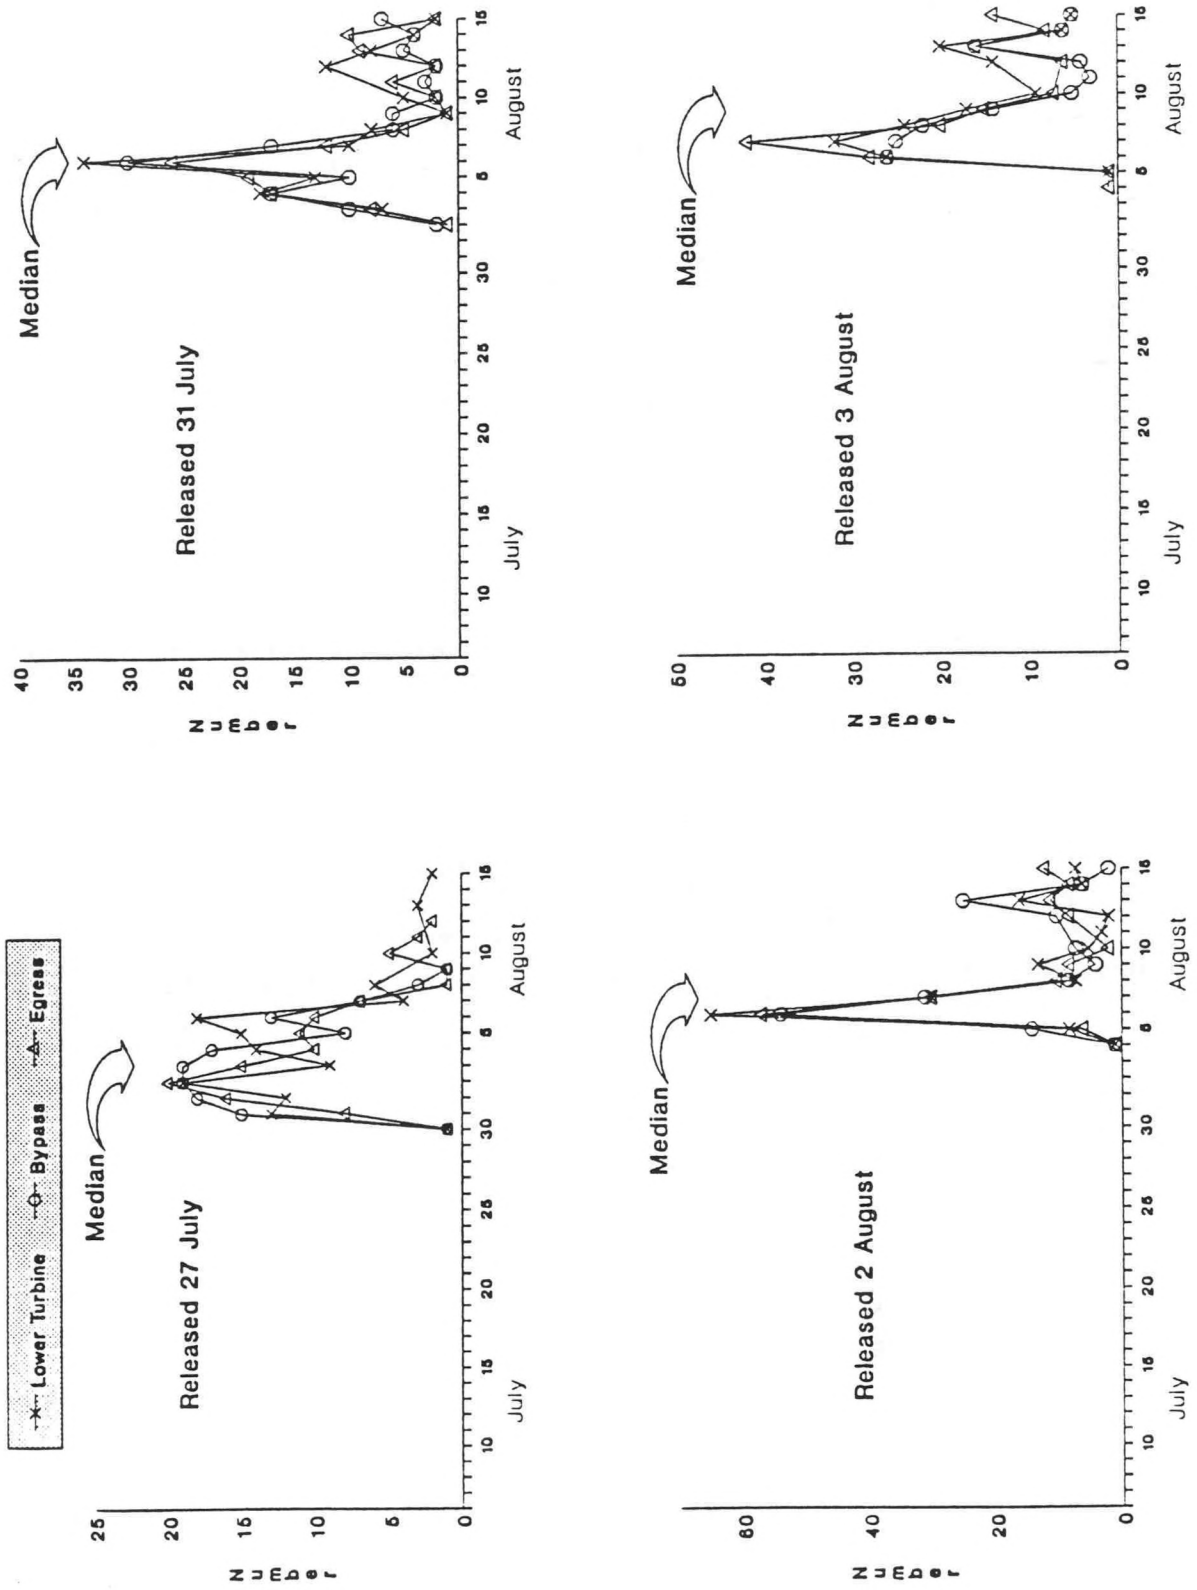 Lower Turbine Bypass Egress
25
20
15
10
5
0
Number
Median
Released 27 July
10 15 20 25 30 5 10 15
July August
40
35
30
25
20
15
10
5
0
Number
Median
Released 31 July
10 15 20 25 30 5 10 15
July August
60
40
20
0
Number
Median
Released 2 August
10 15 20 25 30 5 10 15
July August
50
40
30
20
10
0
Number
Median
Released 3 August
10 15 20 25 30 5 10 15
July August